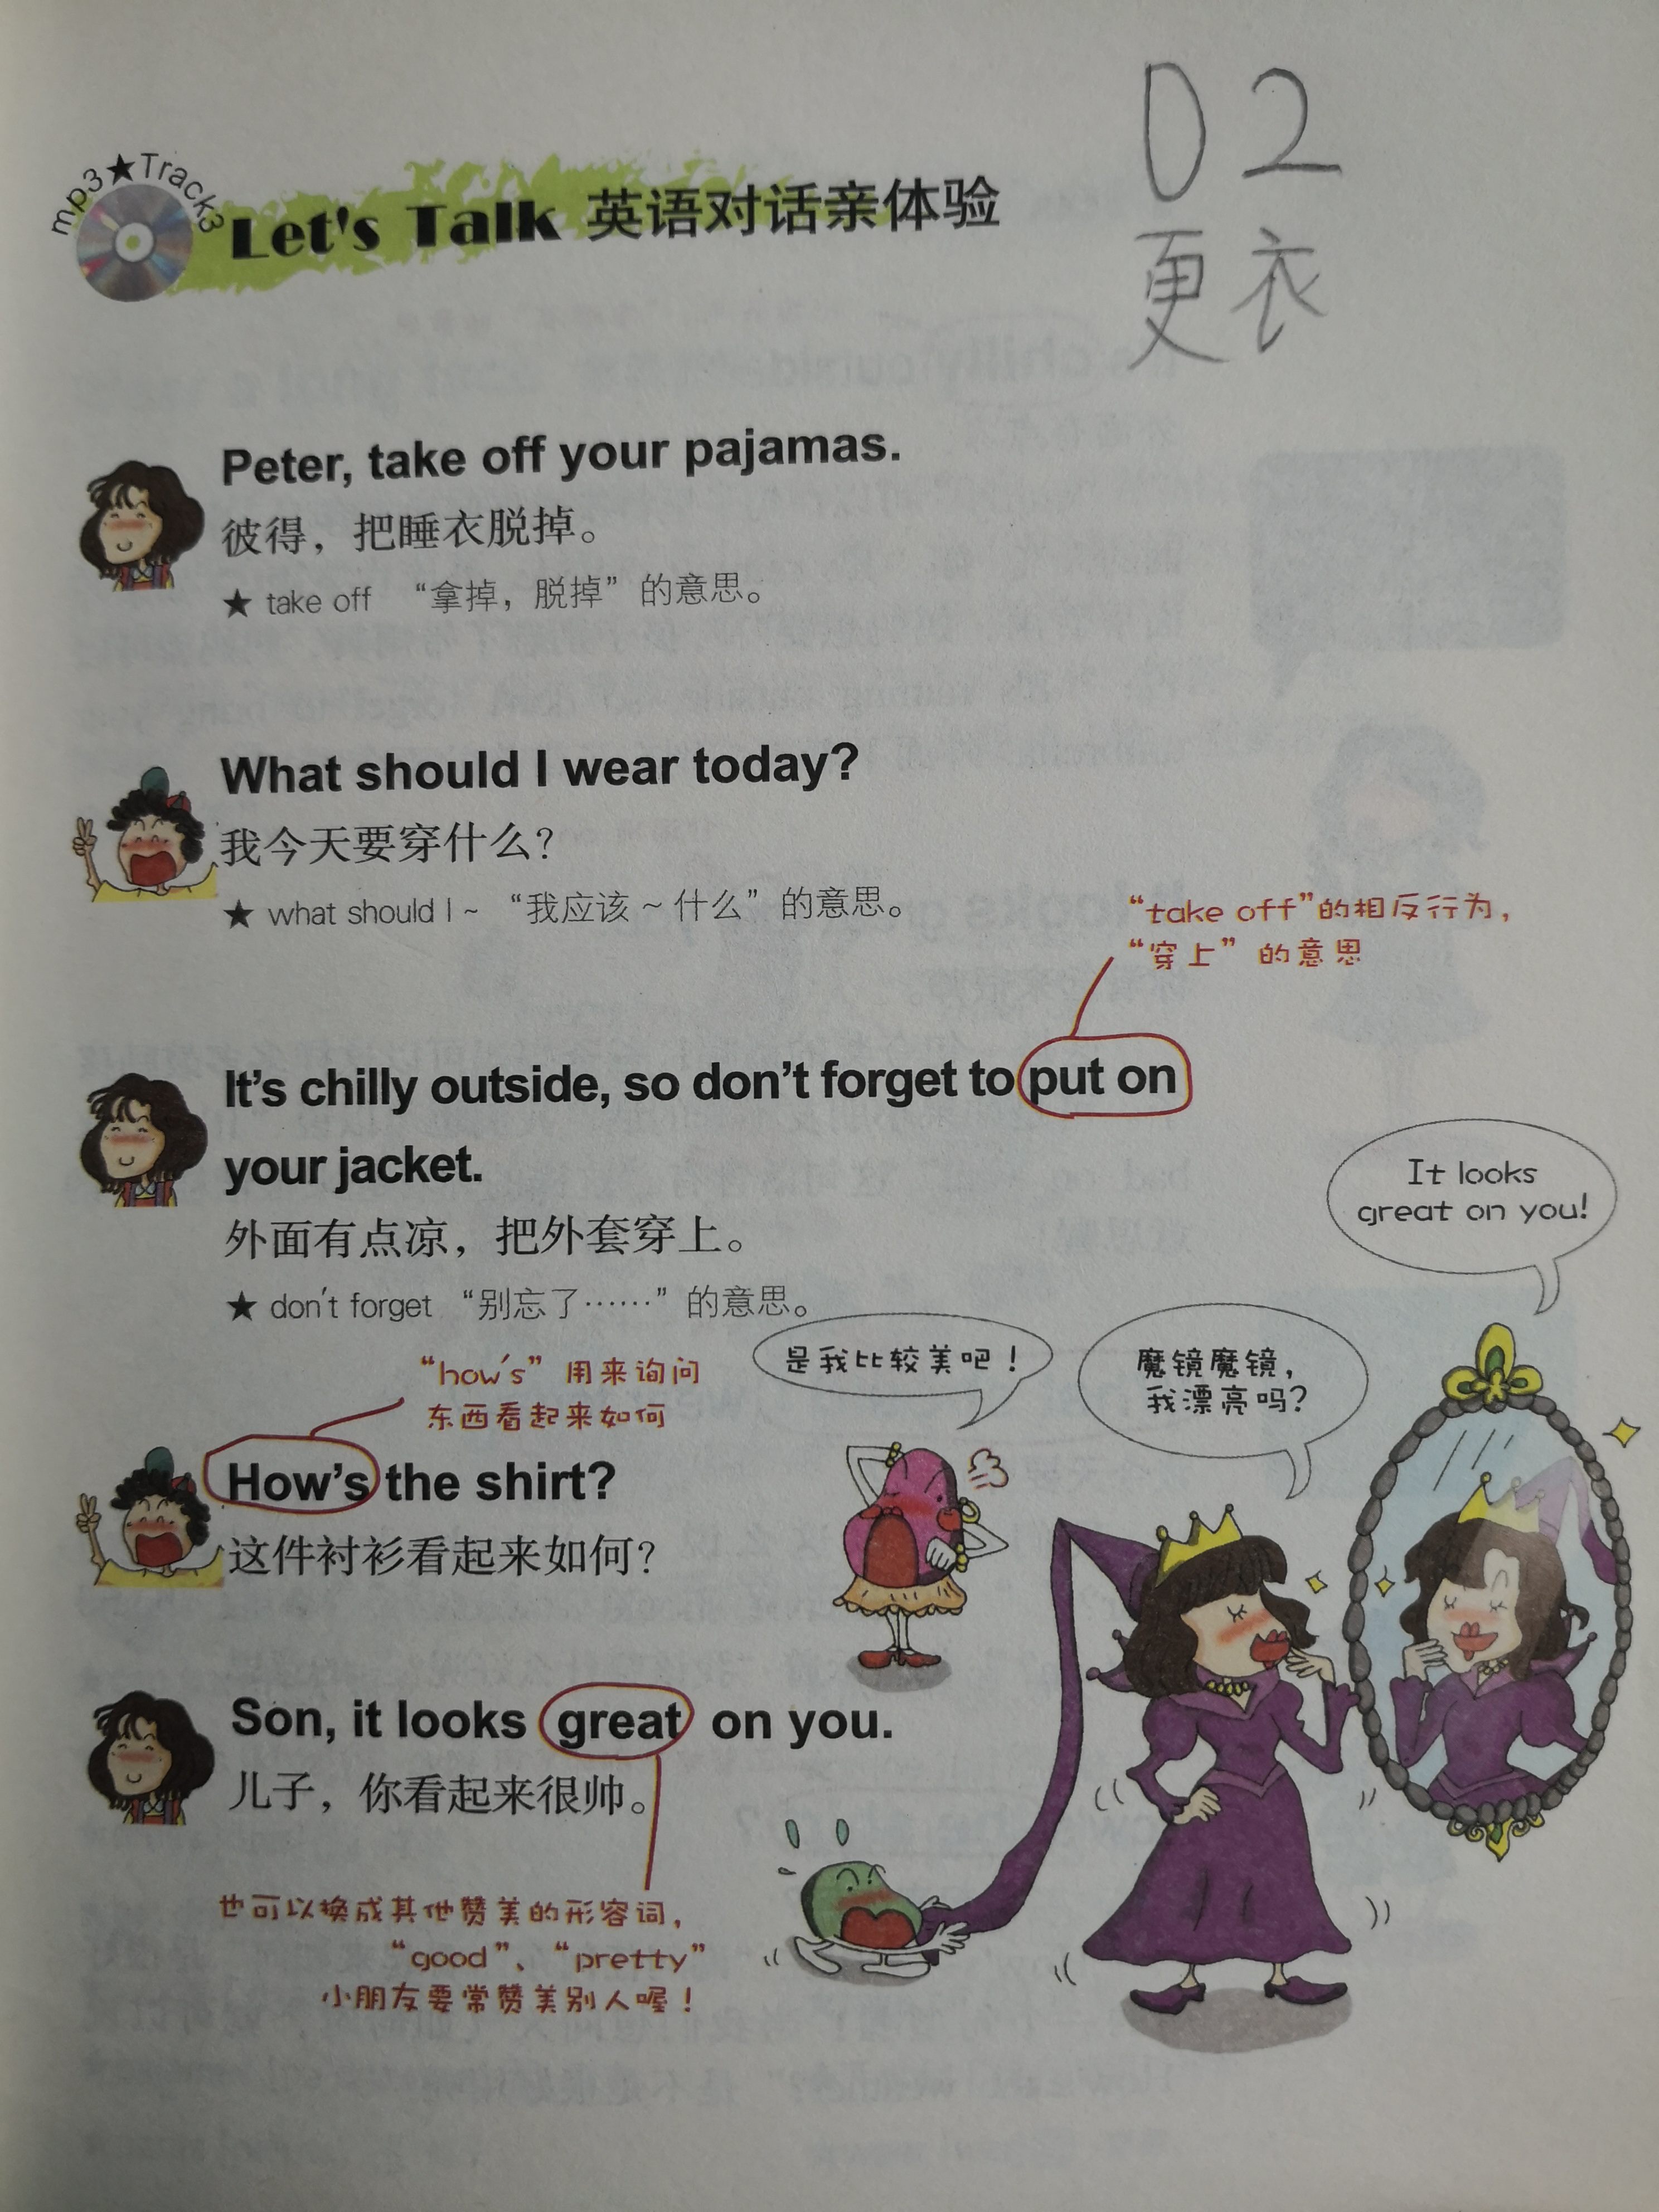 02
更衣
mp3★Track3
Let's Talk 英语对话亲体验
Peter, take off your pajamas.
彼得，把睡衣脱掉。
★ take off “拿掉，脱掉”的意思。
What should I wear today?
我今天要穿什么？
★ what should I ~ “我应该 ~ 什么”的意思。
“take off”的相反行为，
“穿上”的意思
It's chilly outside, so don't forget to put on
your jacket.
外面有点凉，把外套穿上。
★ don't forget “别忘了……”的意思。
“how's”用来询问
东西看起来如何
How's the shirt?
这件衬衫看起来如何？
是我比较美吧！
魔镜魔镜，
我漂亮吗？
It looks
great on you!
Son, it looks great on you.
儿子，你看起来很帅。
也可以换成其他赞美的形容词，
“good”、“pretty”
小朋友要常赞美别人喔！